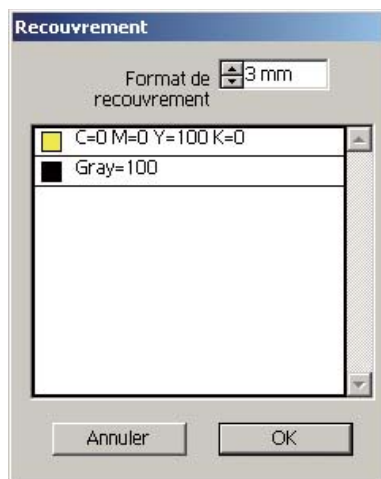 Recouvrement
Format de 3 mm
recouvrement
C=0 M=0 Y=100 K=0
Gray=100
Annuler OK